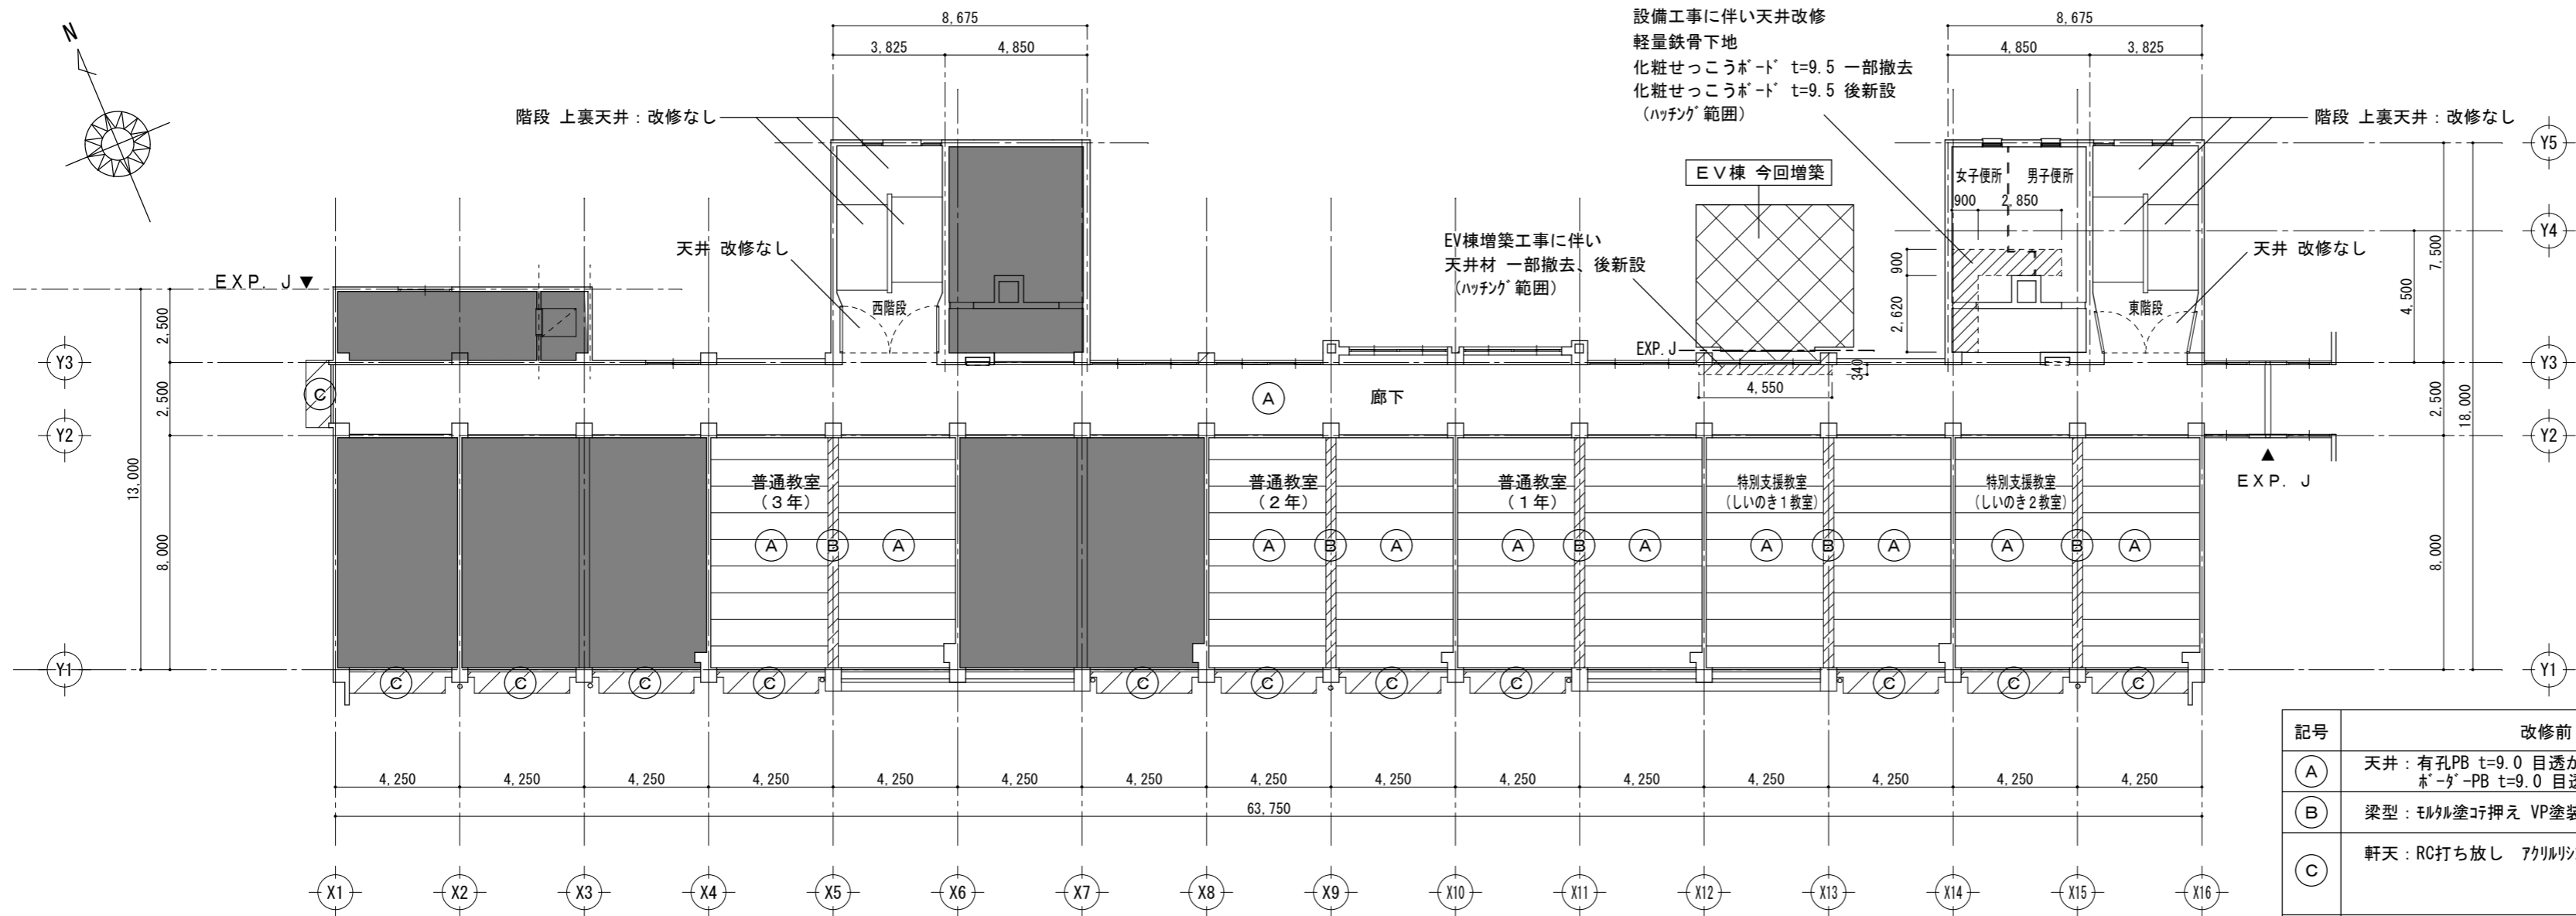 N
8,675
3,825
4,850
階段 上裏天井：改修なし
天井 改修なし
西階段
設備工事に伴い天井改修
軽量鉄骨下地
化粧せっこうボード t=9.5 一部撤去
化粧せっこうボード t=9.5 後新設
（ハッチング範囲）
8,675
4,850
3,825
階段 上裏天井：改修なし
EV棟 今回増築
EV棟増築工事に伴い
天井材 一部撤去、後新設
（ハッチング範囲）
女子便所
男子便所
900
2,850
900
2,620
天井 改修なし
東階段
Y5
Y4
Y3
Y2
Y1
7,500
4,500
2,500
18,000
8,000
EXP. J ▼
EXP.J
4,550
340
▲
EXP. J
Y3
Y2
Y1
2,500
2,500
13,000
8,000
C
A
廊下
普通教室
（３年）
普通教室
（２年）
普通教室
（１年）
特別支援教室
（しいのき１教室）
特別支援教室
（しいのき２教室）
A B A
A B A
A B A
A B A
A B A
C C C C C C C C C C C
4,250 4,250 4,250 4,250 4,250 4,250 4,250 4,250 4,250 4,250 4,250 4,250 4,250 4,250 4,250
63,750
X1 X2 X3 X4 X5 X6 X7 X8 X9 X10 X11 X12 X13 X14 X15 X16
記号 改修前
A 天井：有孔PB t=9.0 目透か
ボーダーPB t=9.0 目透
B 梁型：モルタル塗コテ押え VP塗装
C 軒天：RC打ち放し アクリルリシ